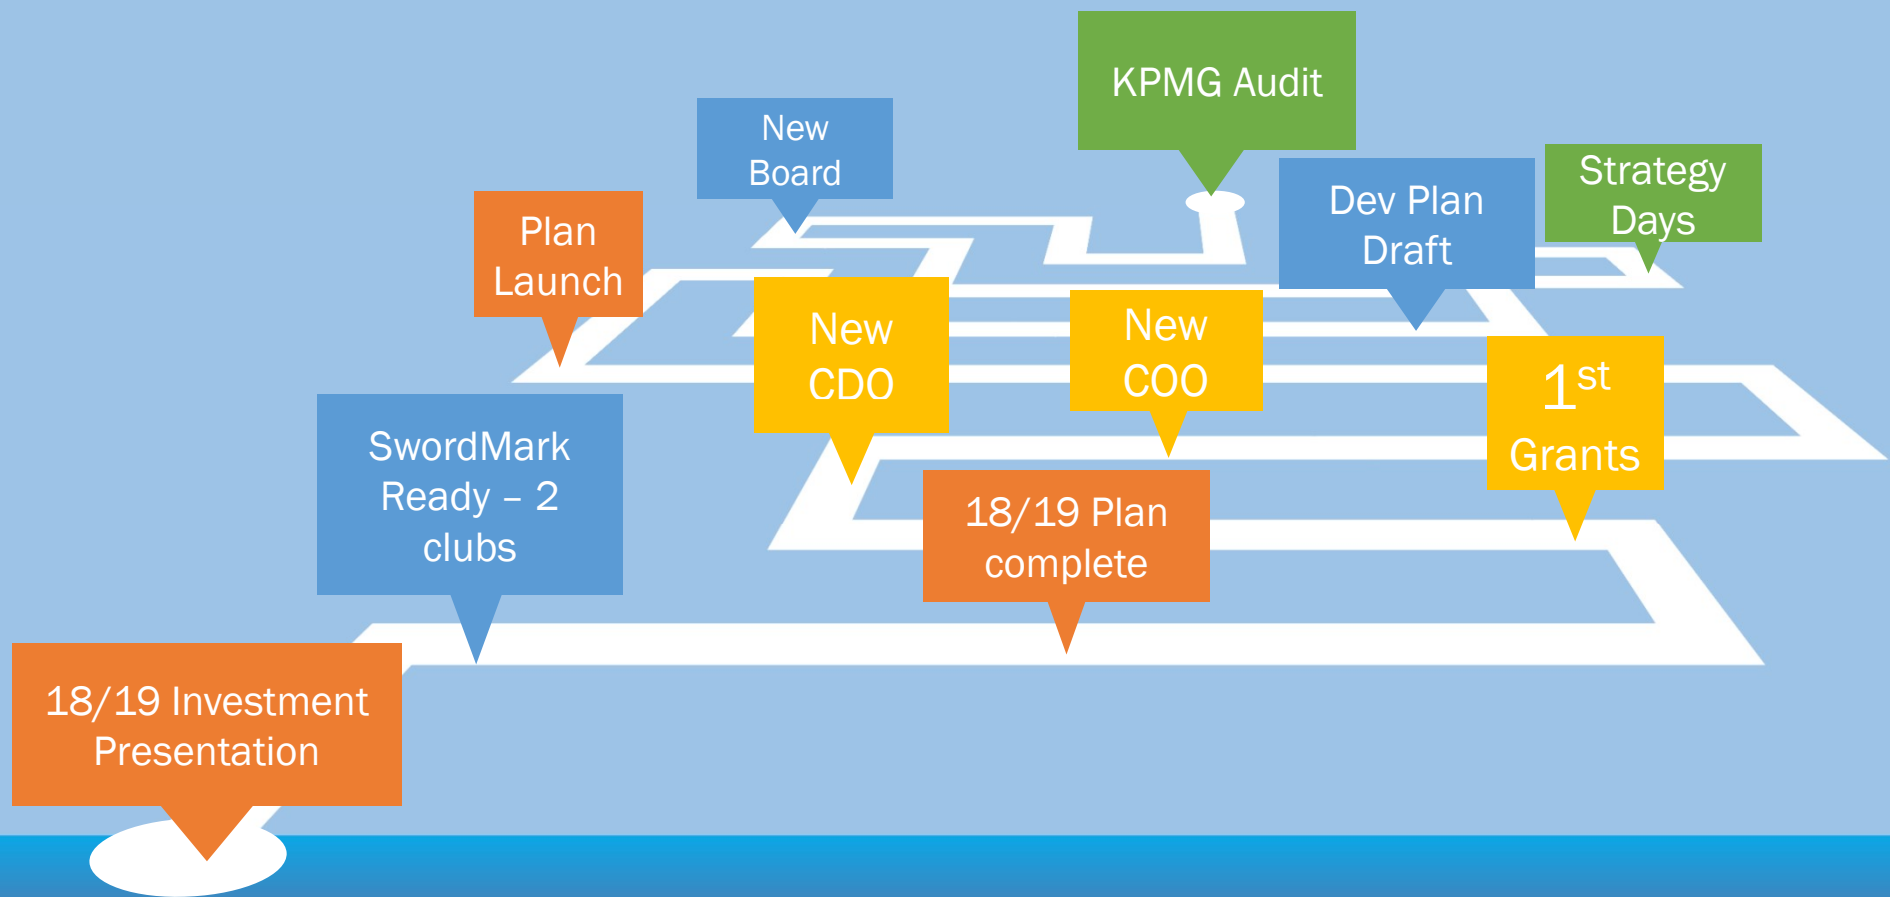 KPMG Audit
New
Board
Strategy
Days
Dev Plan
Draft
Plan
Launch
New
CDO
New
COO
1st
Grants
SwordMark
Ready – 2
clubs
18/19 Plan
complete
18/19 Investment
Presentation